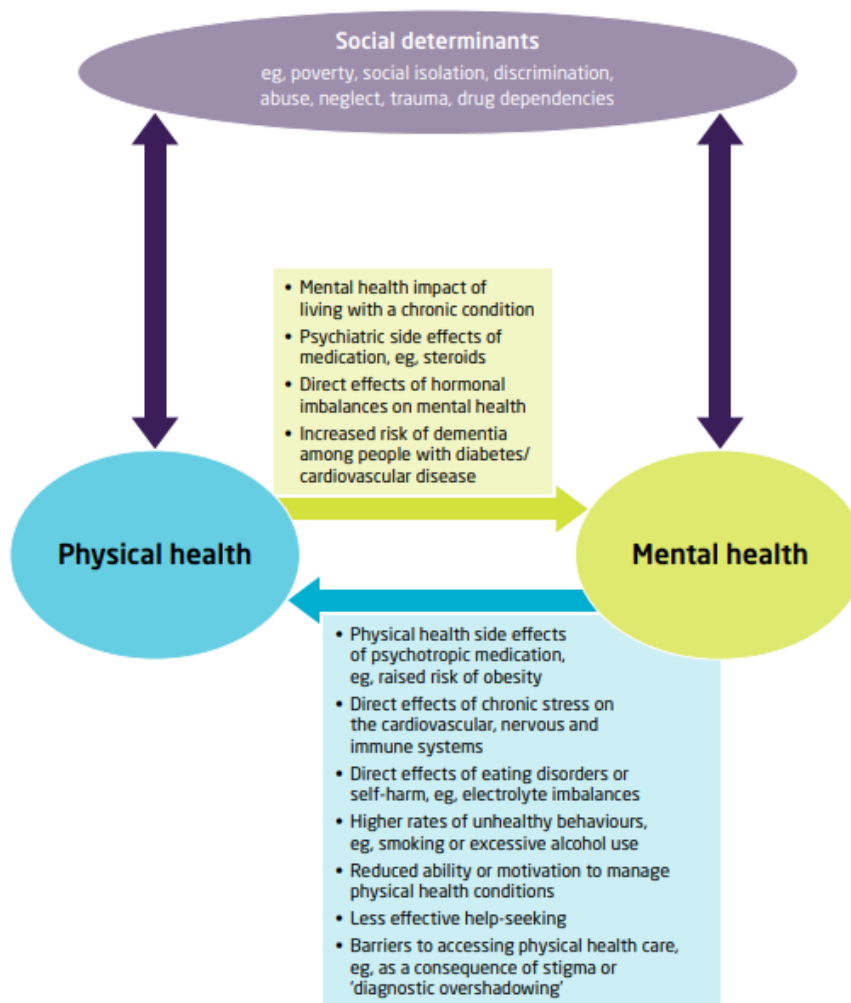 Social determinants
eg, poverty, social isolation, discrimination,
abuse, neglect, trauma, drug dependencies
• Mental health impact of
living with a chronic condition
• Psychiatric side effects of
medication, eg, steroids
• Direct effects of hormonal
imbalances on mental health
• Increased risk of dementia
among people with diabetes/
cardiovascular disease
Physical health
Mental health
• Physical health side effects
of psychotropic medication,
eg, raised risk of obesity
• Direct effects of chronic stress on
the cardiovascular, nervous and
immune systems
• Direct effects of eating disorders or
self-harm, eg, electrolyte imbalances
• Higher rates of unhealthy behaviours,
eg, smoking or excessive alcohol use
• Reduced ability or motivation to manage
physical health conditions
• Less effective help-seeking
• Barriers to accessing physical health care,
eg, as a consequence of stigma or
'diagnostic overshadowing'